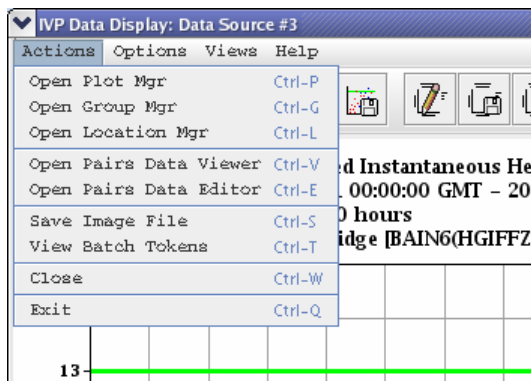 IVP Data Display: Data Source #3
Actions Options Views Help
Open Plot Mgr Ctrl-P
Open Group Mgr Ctrl-G
Open Location Mgr Ctrl-L
Open Pairs Data Viewer Ctrl-V
Open Pairs Data Editor Ctrl-E
Save Image File Ctrl-S
View Batch Tokens Ctrl-T
Close Ctrl-W
Exit Ctrl-Q
Instantaneous
00:00:00 GMT - 20
hours
[BAIN6(HGIFFZ
13